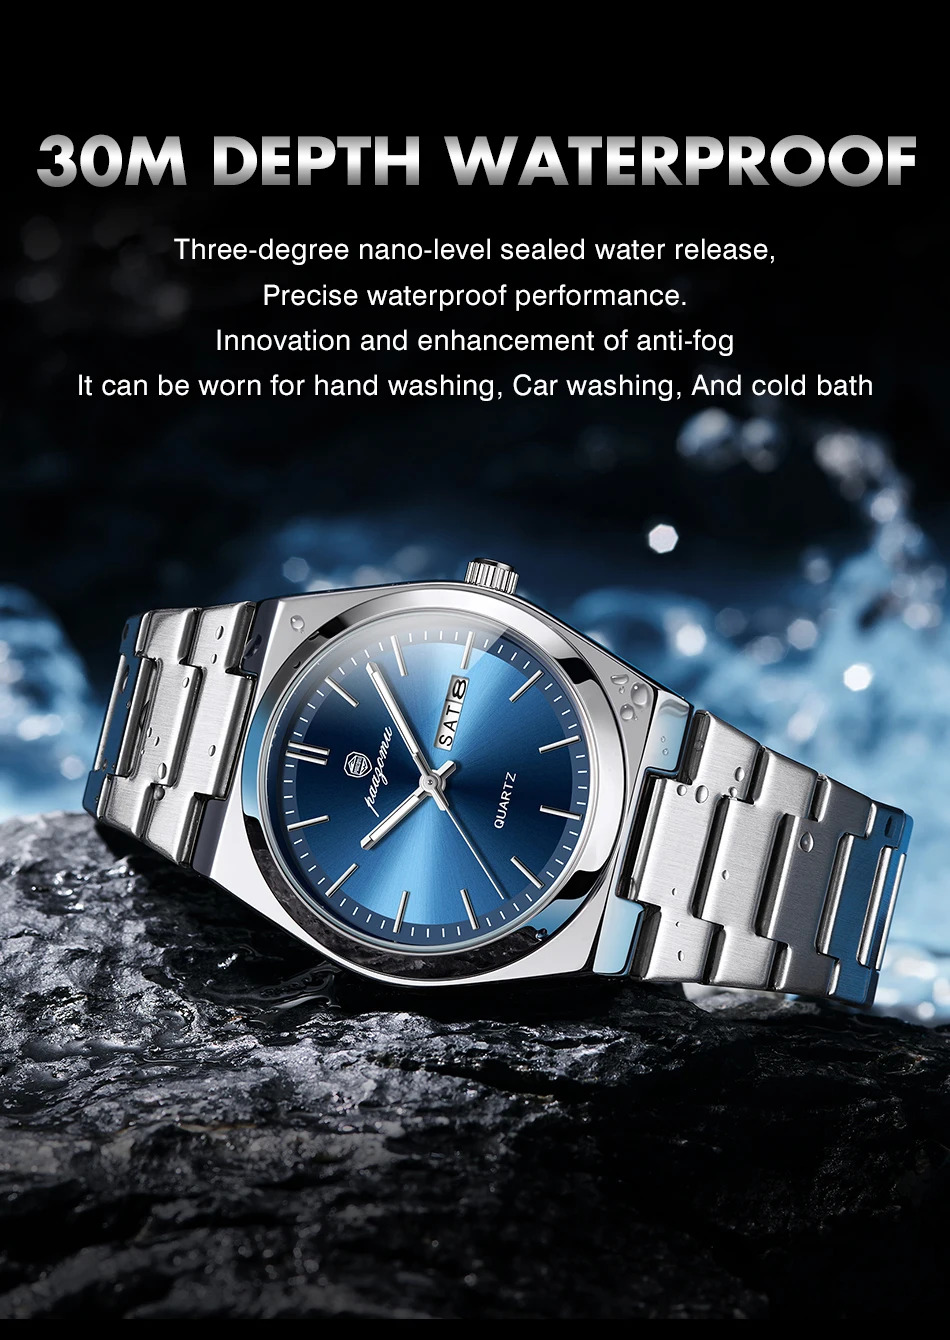 30M DEPTH WATERPROOF
Three-degree nano-level sealed water release,
Precise waterproof performance.
Innovation and enhancement of anti-fog
It can be worn for hand washing, Car washing, And cold bath
paagomu
SAT 8
QUARTZ